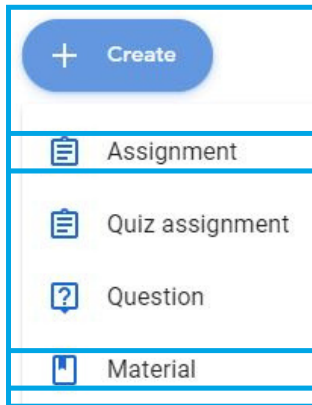 Create
Assignment
Quiz assignment
Question
Material